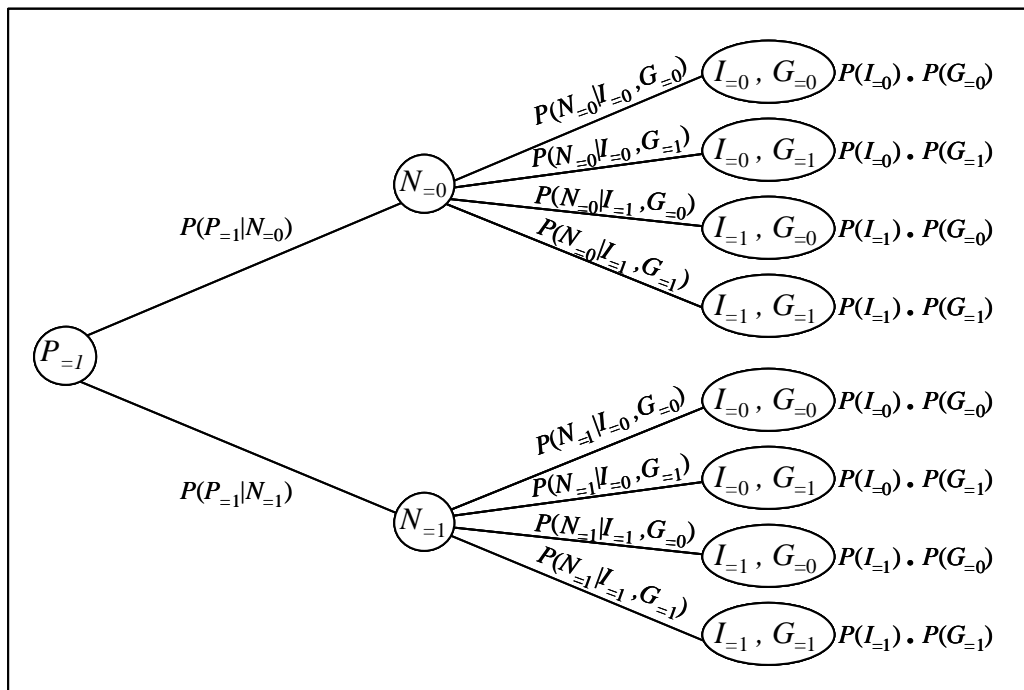 P(N=0|I=0,G=0)
I=0 , G=0 P(I=0) . P(G=0)
P(N=0|I=0,G=1)
I=0 , G=1 P(I=0) . P(G=1)
N=0
P(N=0|I=1,G=0)
I=1 , G=0 P(I=1) . P(G=0)
P(P=1|N=0)
P(N=0|I=1,G=1)
I=1 , G=1 P(I=1) . P(G=1)
P=1
P(N=1|I=0,G=0)
I=0 , G=0 P(I=0) . P(G=0)
P(P=1|N=1)
P(N=1|I=0,G=1)
I=0 , G=1 P(I=0) . P(G=1)
N=1
P(N=1|I=1,G=0)
I=1 , G=0 P(I=1) . P(G=0)
P(N=1|I=1,G=1)
I=1 , G=1 P(I=1) . P(G=1)